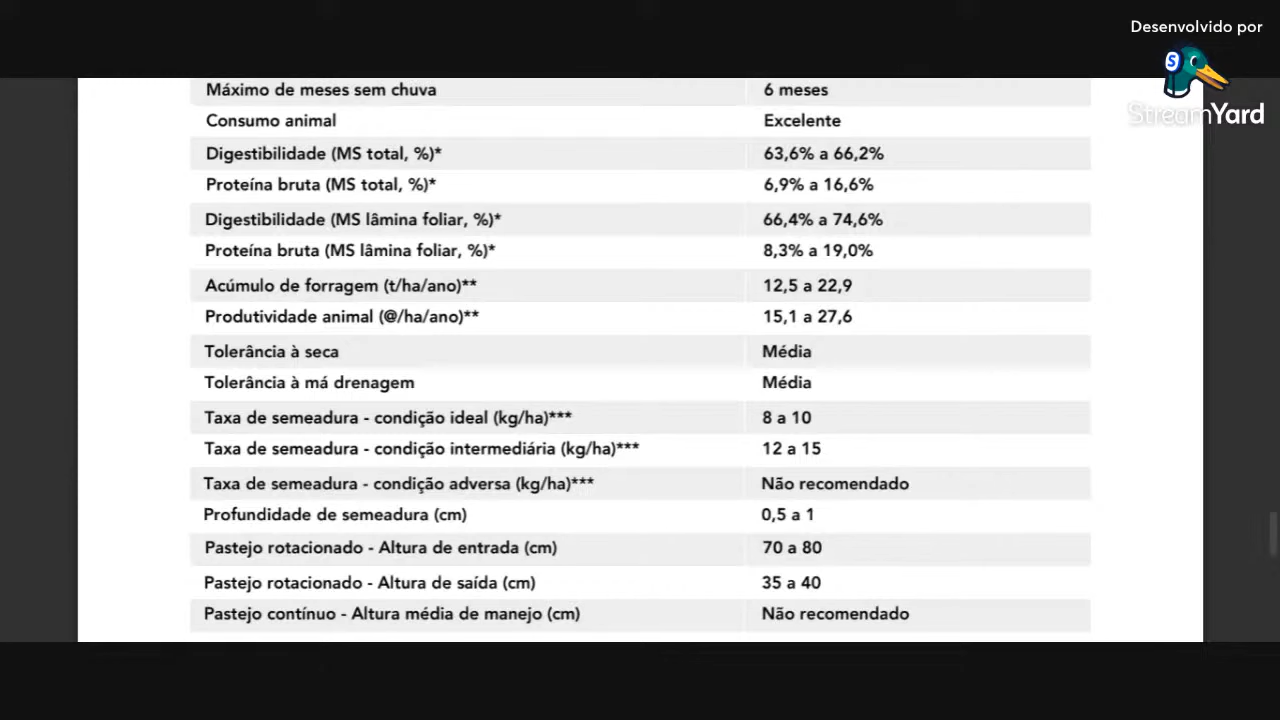 Desenvolvido por
S
StreamYard
Máximo de meses sem chuva 6 meses
Consumo animal Excelente
Digestibilidade (MS total, %)* 63,6% a 66,2%
Proteína bruta (MS total, %)* 6,9% a 16,6%
Digestibilidade (MS lâmina foliar, %)* 66,4% a 74,6%
Proteína bruta (MS lâmina foliar, %)* 8,3% a 19,0%
Acúmulo de forragem (t/ha/ano)** 12,5 a 22,9
Produtividade animal (@/ha/ano)** 15,1 a 27,6
Tolerância à seca Média
Tolerância à má drenagem Média
Taxa de semeadura - condição ideal (kg/ha)*** 8 a 10
Taxa de semeadura - condição intermediária (kg/ha)*** 12 a 15
Taxa de semeadura - condição adversa (kg/ha)*** Não recomendado
Profundidade de semeadura (cm) 0,5 a 1
Pastejo rotacionado - Altura de entrada (cm) 70 a 80
Pastejo rotacionado - Altura de saída (cm) 35 a 40
Pastejo contínuo - Altura média de manejo (cm) Não recomendado